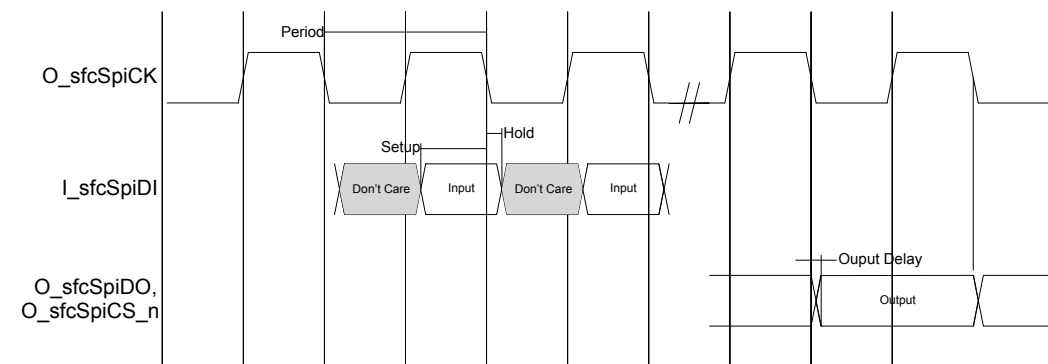 Period
O_sfcSpiCK
Hold
Setup
I_sfcSpiDI
Don't Care
Input
Don't Care
Input
Ouput Delay
O_sfcSpiDO,
O_sfcSpiCS_n
Output